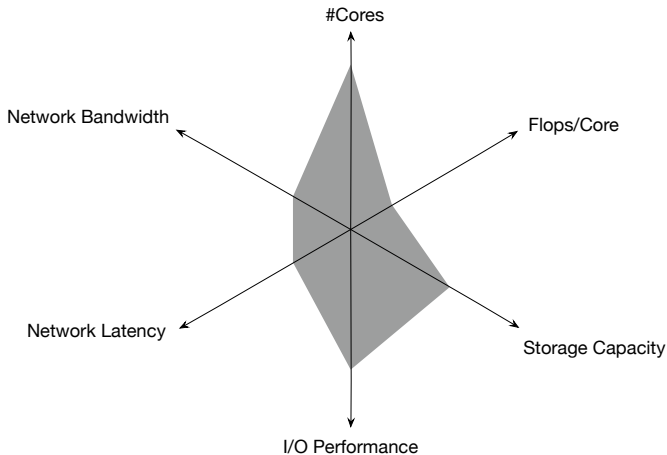 #Cores
Network Bandwidth
Flops/Core
Network Latency
Storage Capacity
I/O Performance